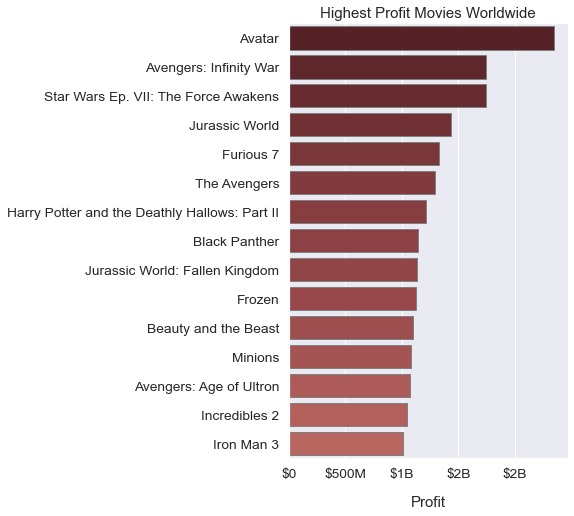 Highest Profit Movies Worldwide
Avatar
Avengers: Infinity War
Star Wars Ep. VII: The Force Awakens
Jurassic World
Furious 7
The Avengers
Harry Potter and the Deathly Hallows: Part II
Black Panther
Jurassic World: Fallen Kingdom
Frozen
Beauty and the Beast
Minions
Avengers: Age of Ultron
Incredibles 2
Iron Man 3
$0 $500M $1B $2B $2B
Profit